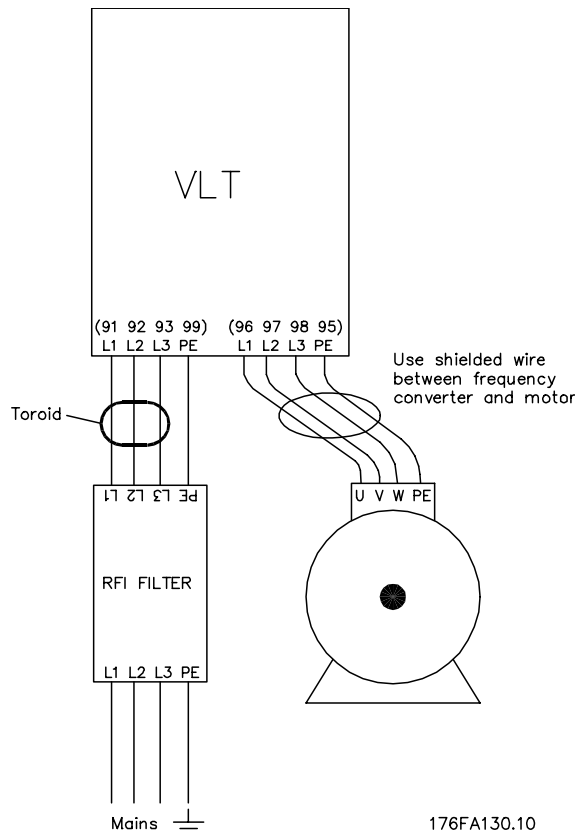 VLT
(91 92 93 99) (96 97 98 95)
L1 L2 L3 PE L1 L2 L3 PE
Use shielded wire
between frequency
converter and motor
Toroid
L1 L2 L3 PE
U V W PE
RFI FILTER
L1 L2 L3 PE
Mains
176FA130.10